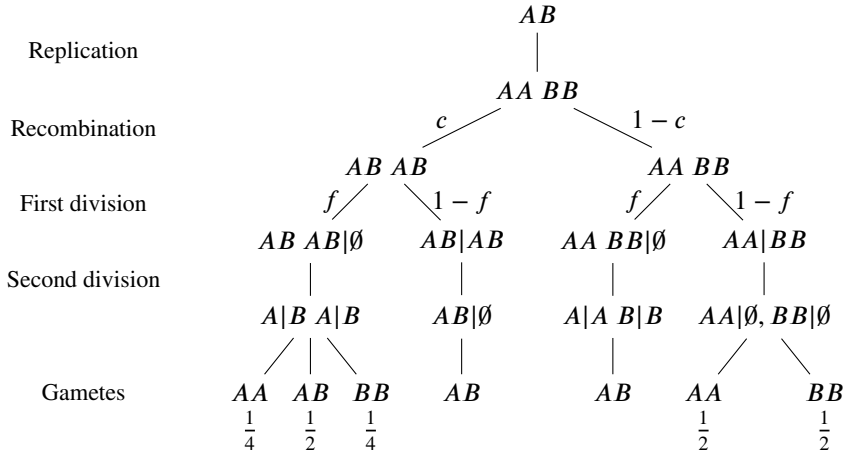 AB
Replication
AA BB
Recombination c 1 − c
AB AB AA BB
First division f 1 − f f 1 − f
AB AB|∅ AB|AB AA BB|∅ AA|BB
Second division
A|B A|B AB|∅ A|A B|B AA|∅, BB|∅
Gametes AA AB BB AB AB AA BB
1/4 1/2 1/4 1/2 1/2